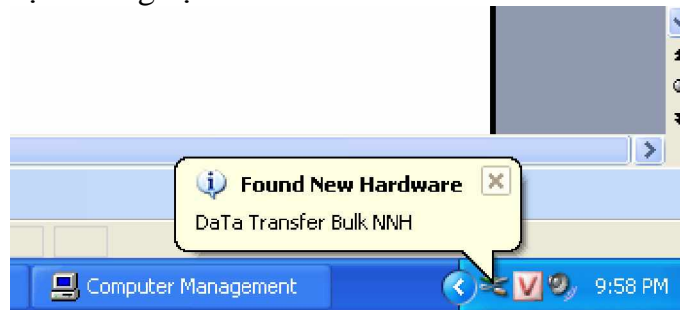 Found New Hardware
DaTa Transfer Bulk NNH
Computer Management
V
9:58 PM